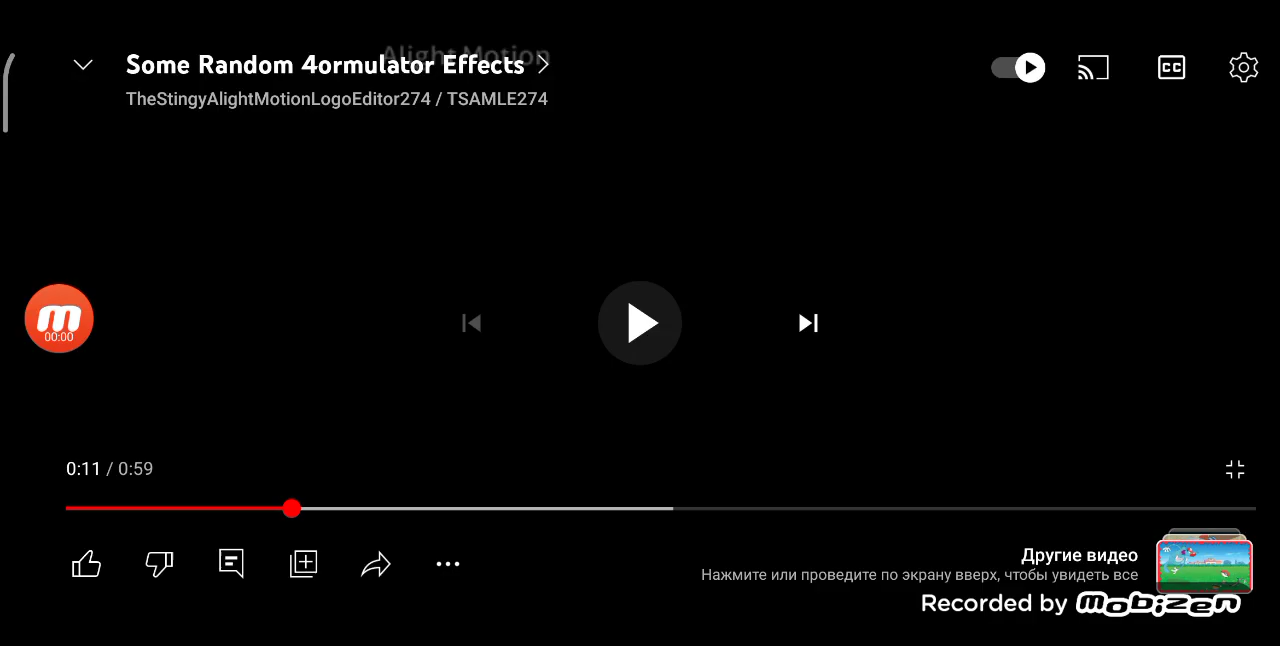 Alight Motion
Some Random 4ormulator Effects
TheStingyAlightMotionLogoEditor274 / TSAMLE274
CC
m
00:00
0:11 / 0:59
Другие видео
Нажмите или проведите по экрану вверх, чтобы увидеть все
Recorded by mobizen